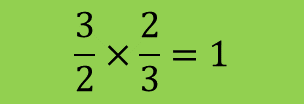 3/2 × 2/3 = 1